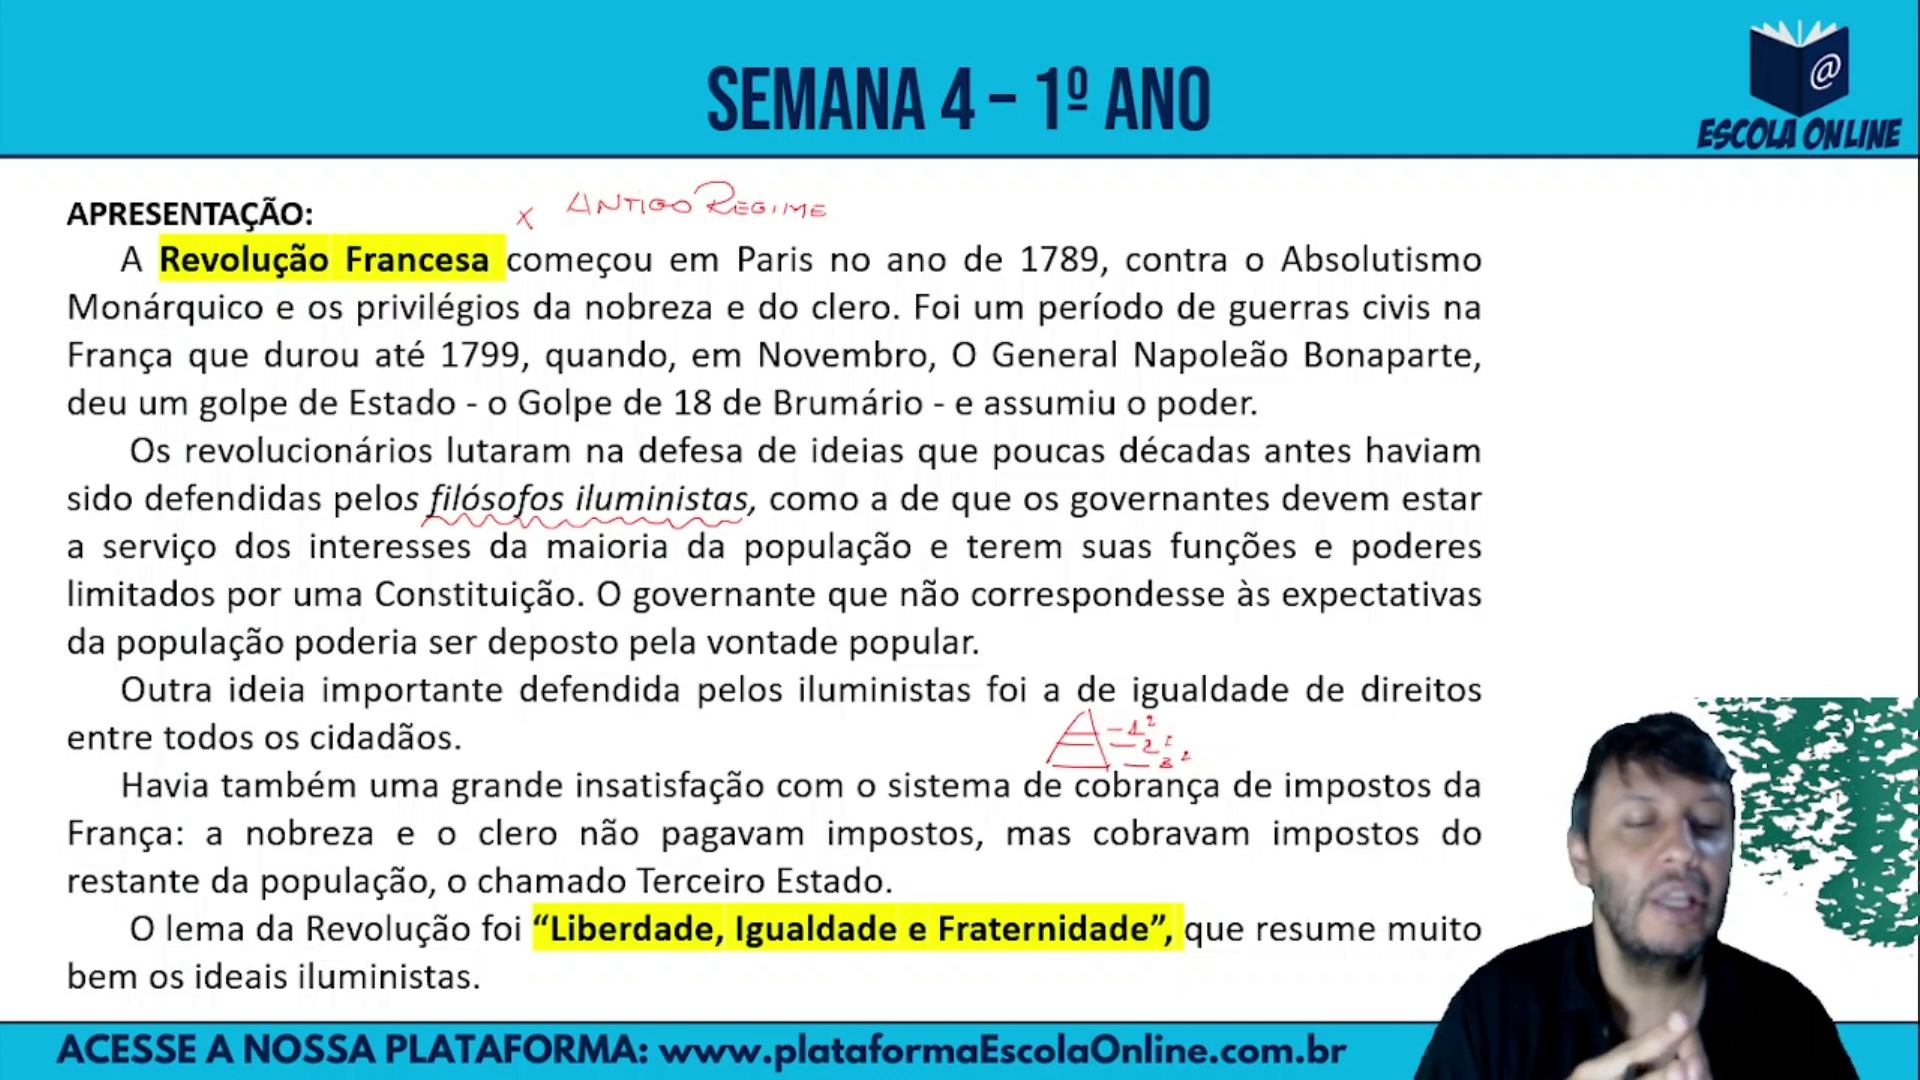 SEMANA 4 – 1º ANO
@
ESCOLA ONLINE
APRESENTAÇÃO:
x ANTIGO REGIME
A Revolução Francesa começou em Paris no ano de 1789, contra o Absolutismo
Monárquico e os privilégios da nobreza e do clero. Foi um período de guerras civis na
França que durou até 1799, quando, em Novembro, O General Napoleão Bonaparte,
deu um golpe de Estado - o Golpe de 18 de Brumário - e assumiu o poder.
Os revolucionários lutaram na defesa de ideias que poucas décadas antes haviam
sido defendidas pelos filósofos iluministas, como a de que os governantes devem estar
a serviço dos interesses da maioria da população e terem suas funções e poderes
limitados por uma Constituição. O governante que não correspondesse às expectativas
da população poderia ser deposto pela vontade popular.
Outra ideia importante defendida pelos iluministas foi a de igualdade de direitos
entre todos os cidadãos.
- 1º
- 2º
- 3º
Havia também uma grande insatisfação com o sistema de cobrança de impostos da
França: a nobreza e o clero não pagavam impostos, mas cobravam impostos do
restante da população, o chamado Terceiro Estado.
O lema da Revolução foi “Liberdade, Igualdade e Fraternidade”, que resume muito
bem os ideais iluministas.
ACESSE A NOSSA PLATAFORMA: www.plataformaEscolaOnline.com.br